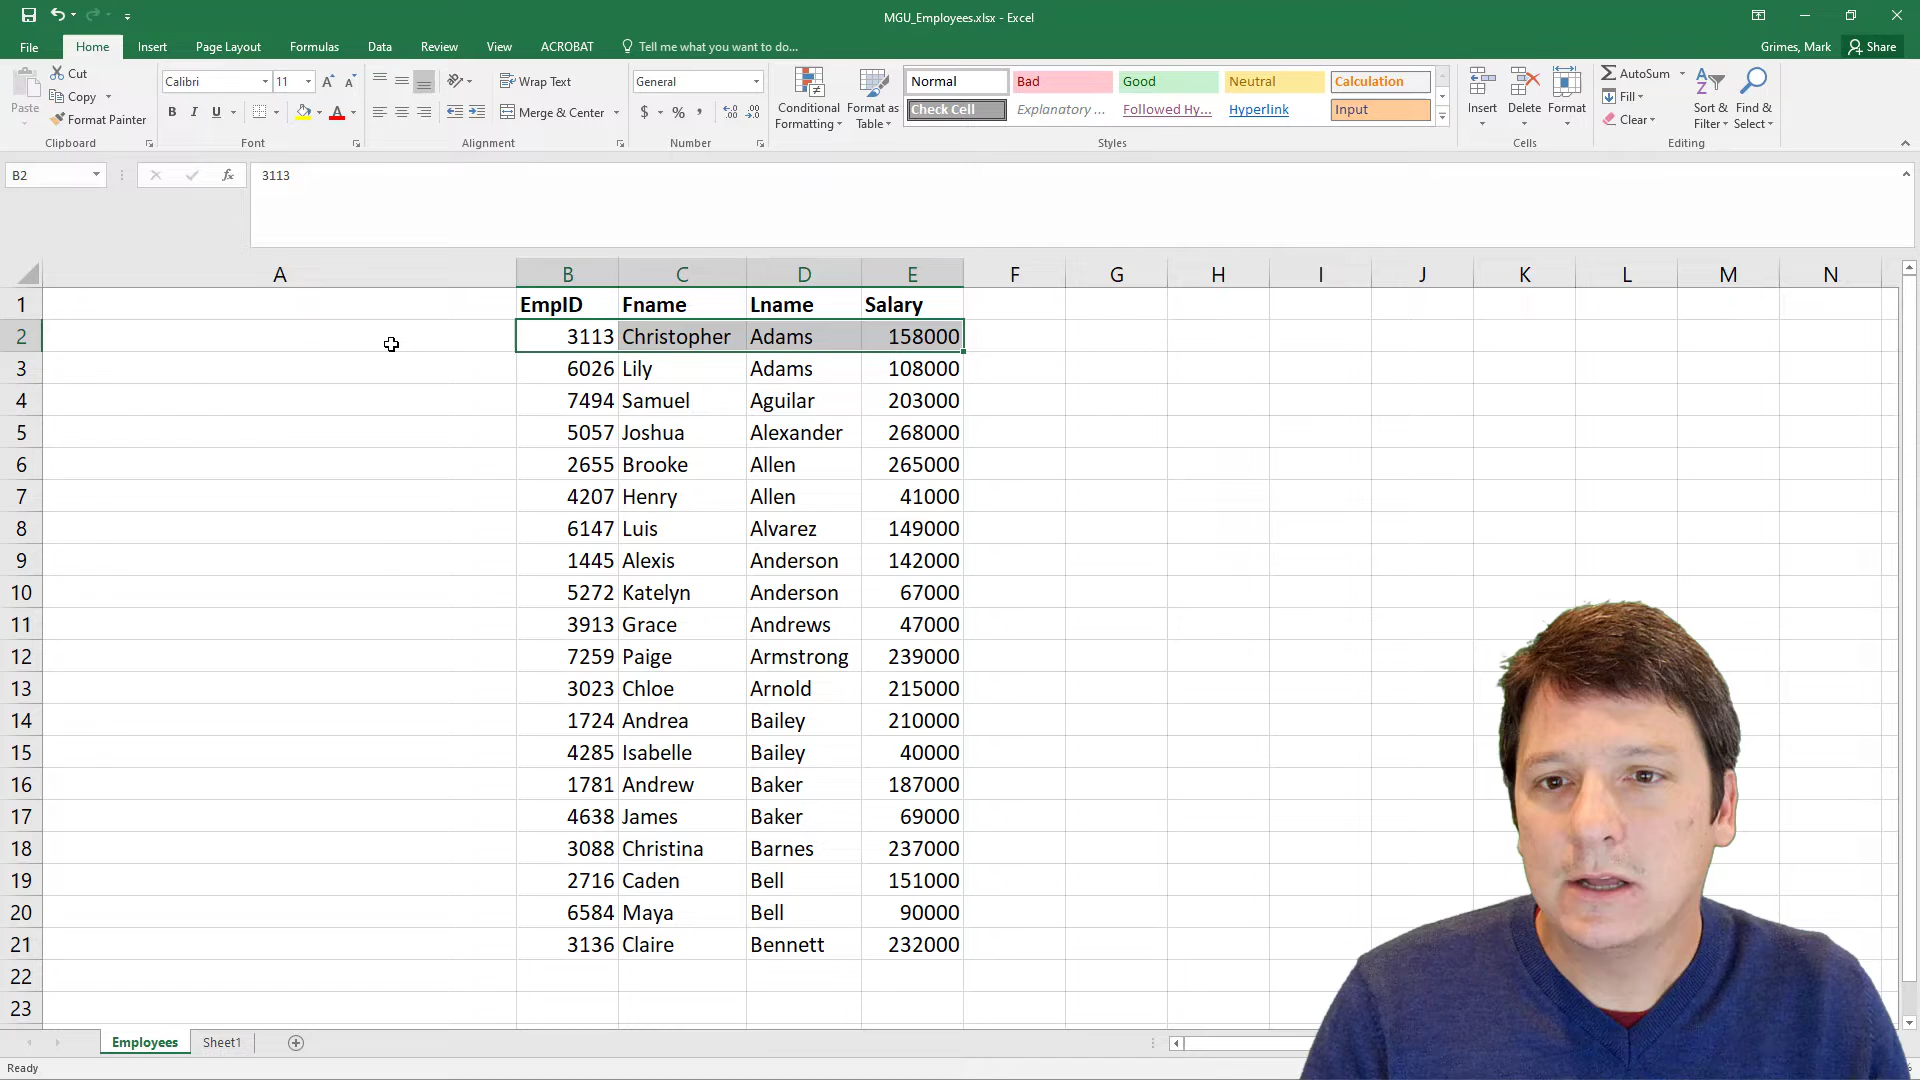 MGU_Employees.xlsx - Excel
File Home Insert Page Layout Formulas Data Review View ACROBAT Tell me what you want to do... Grimes, Mark Share
Paste
Cut
Copy
Format Painter
Clipboard
Calibri 11
B I U
Font
Wrap Text
Merge & Center
Alignment
General
$ % ,
Number
Conditional Formatting
Format as Table
Normal Bad Good Neutral Calculation
Check Cell Explanatory ... Followed Hy... Hyperlink Input
Styles
Insert Delete Format
Cells
AutoSum
Fill
Clear
Sort & Filter
Find & Select
Editing
B2 fx 3113
A B C D E F G H I J K L M N
1 EmpID Fname Lname Salary
2 3113 Christopher Adams 158000
3 6026 Lily Adams 108000
4 7494 Samuel Aguilar 203000
5 5057 Joshua Alexander 268000
6 2655 Brooke Allen 265000
7 4207 Henry Allen 41000
8 6147 Luis Alvarez 149000
9 1445 Alexis Anderson 142000
10 5272 Katelyn Anderson 67000
11 3913 Grace Andrews 47000
12 7259 Paige Armstrong 239000
13 3023 Chloe Arnold 215000
14 1724 Andrea Bailey 210000
15 4285 Isabelle Bailey 40000
16 1781 Andrew Baker 187000
17 4638 James Baker 69000
18 3088 Christina Barnes 237000
19 2716 Caden Bell 151000
20 6584 Maya Bell 90000
21 3136 Claire Bennett 232000
22
23
Employees Sheet1
Ready